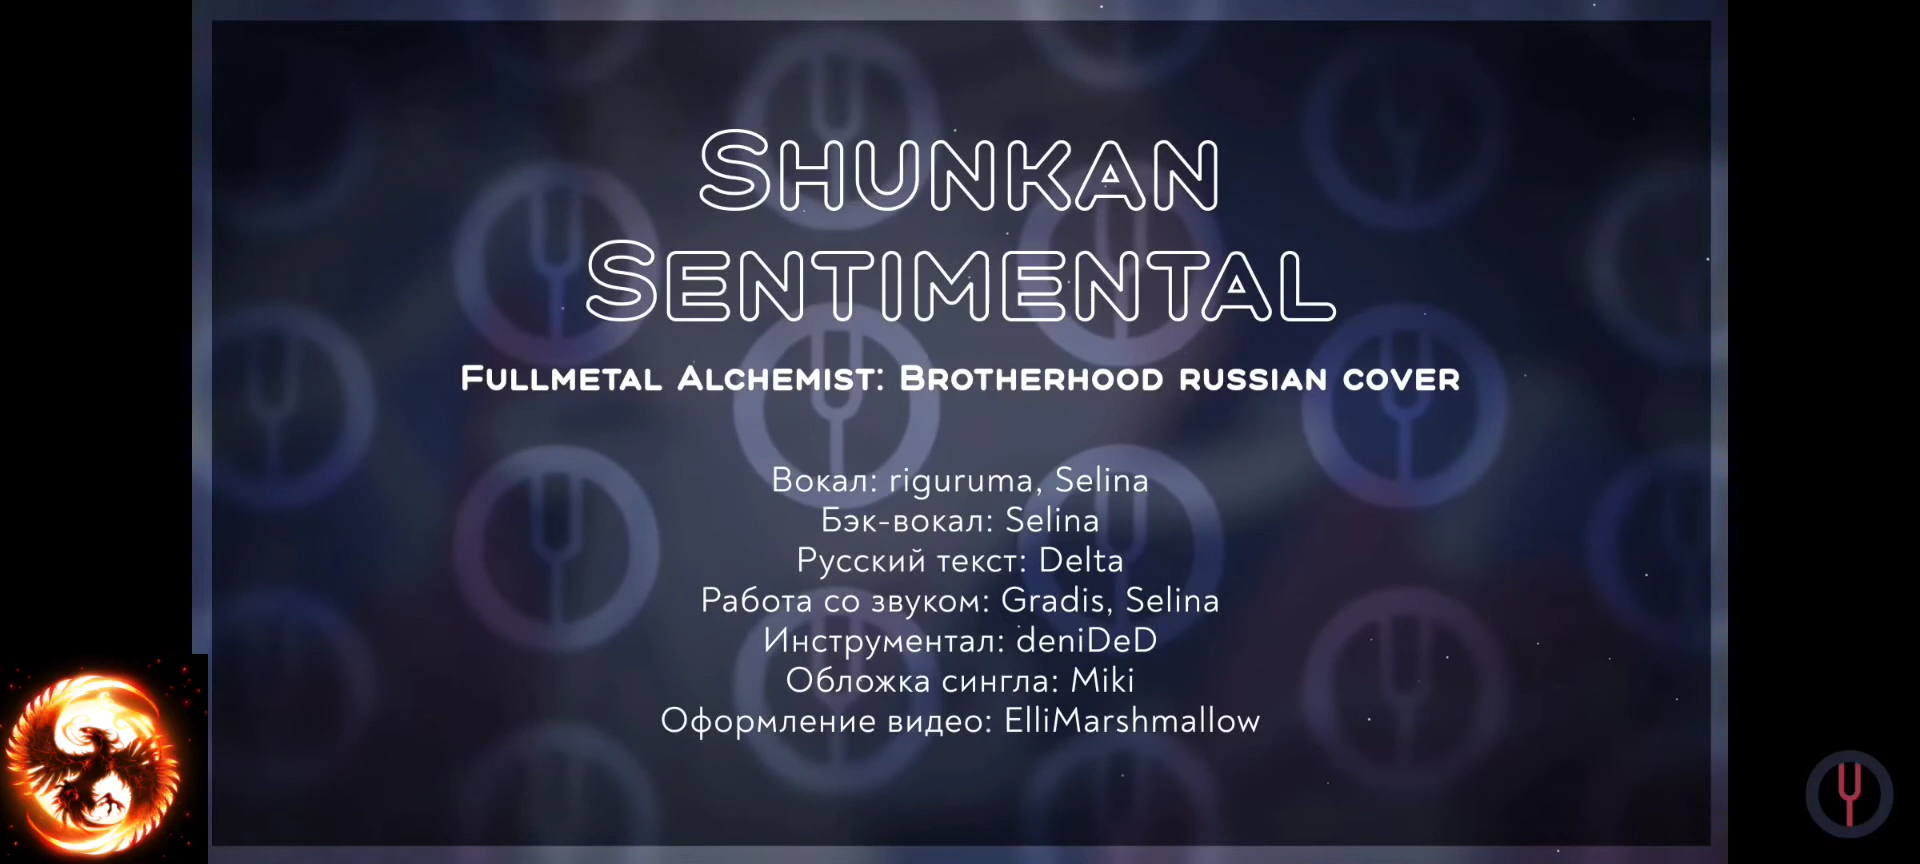 Shunkan
Sentimental
Fullmetal Alchemist: Brotherhood russian cover
Вокал: riguruma, Selina
Бэк-вокал: Selina
Русский текст: Delta
Работа со звуком: Gradis, Selina
Инструментал: deniDeD
Обложка сингла: Miki
Оформление видео: ElliMarshmallow